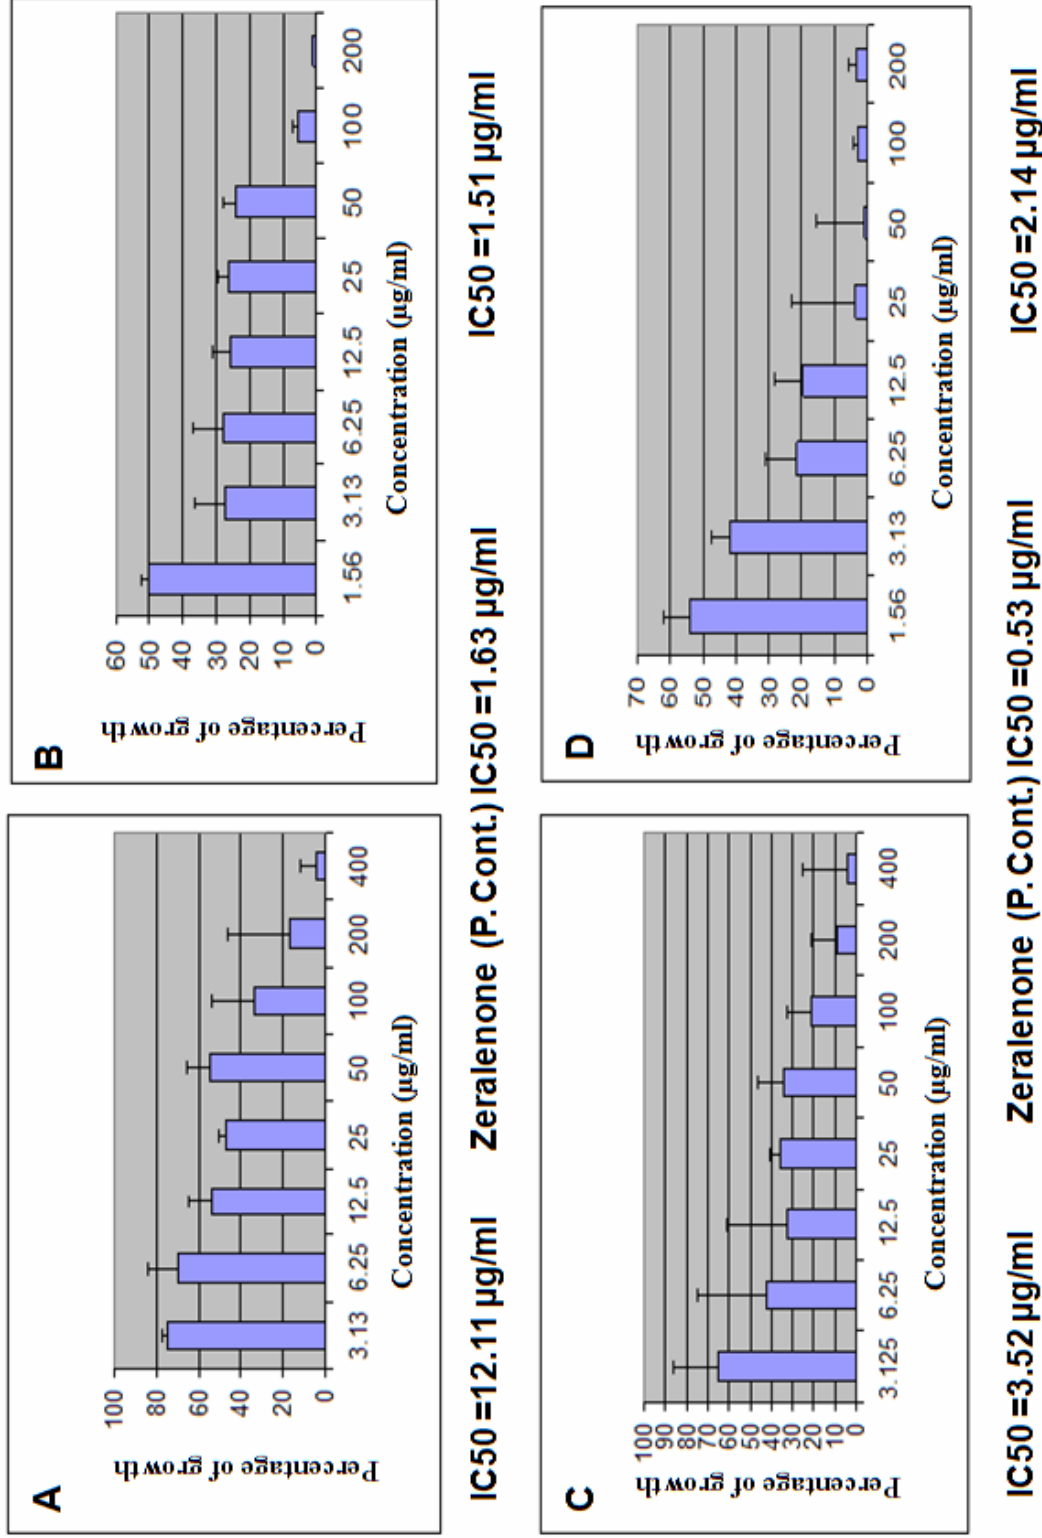 A
Percentage of growth
100
80
60
40
20
0
3.13 6.25 12.5 25 50 100 200 400
Concentration (µg/ml)
B
Percentage of growth
60
50
40
30
20
10
0
1.56 3.13 6.25 12.5 25 50 100 200
Concentration (µg/ml)
IC50 =12.11 µg/ml Zeralenone (P. Cont.) IC50 =1.63 µg/ml IC50 =1.51 µg/ml
C
Percentage of growth
100
90
80
70
60
50
40
30
20
10
0
3.125 6.25 12.5 25 50 100 200 400
Concentration (µg/ml)
D
Percentage of growth
70
60
50
40
30
20
10
0
1.56 3.13 6.25 12.5 25 50 100 200
Concentration (µg/ml)
IC50 =3.52 µg/ml Zeralenone (P. Cont.) IC50 =0.53 µg/ml IC50 =2.14 µg/ml